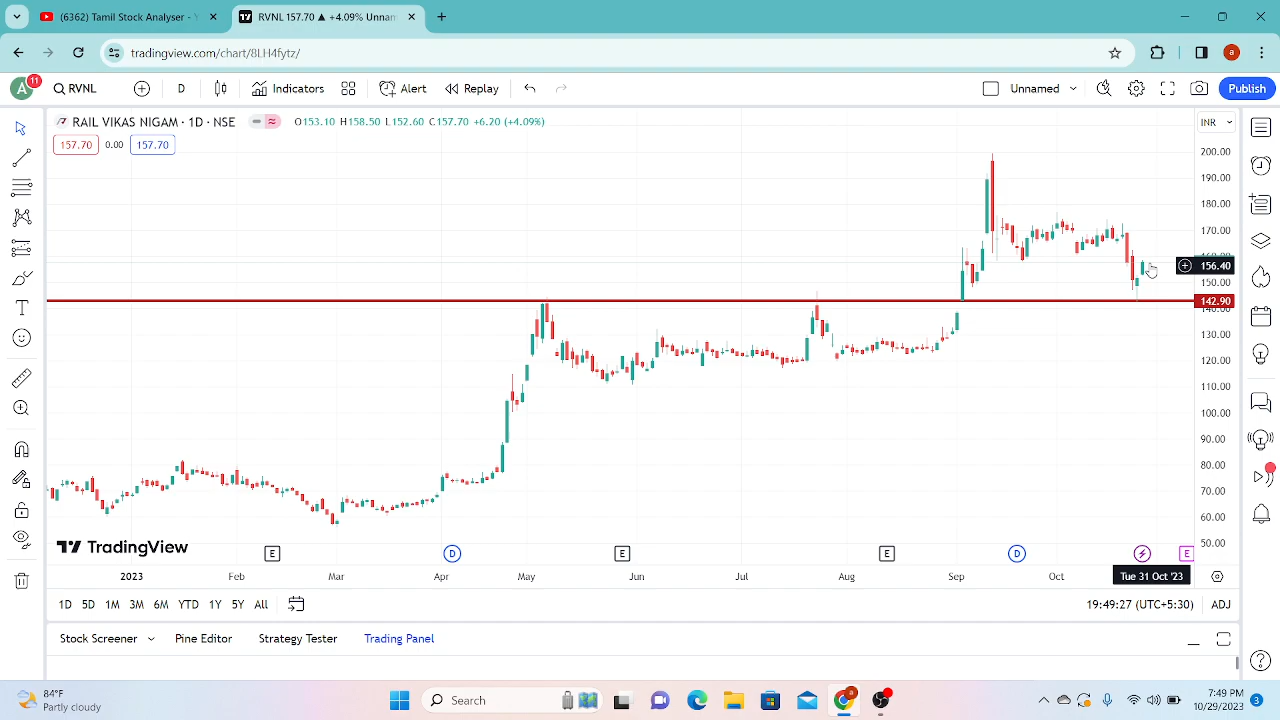 (6362) Tamil Stock Analyser - Y
RVNL 157.70 ▲ +4.09% Unnam
tradingview.com/chart/8LH4fytz/
a
A 11 RVNL D Indicators Alert Replay Unnamed Publish
RAIL VIKAS NIGAM · 1D · NSE O153.10 H158.50 L152.60 C157.70 +6.20 (+4.09%) INR
157.70 0.00 157.70
200.00
190.00
180.00
170.00
160.00
156.40
150.00
142.90
140.00
130.00
120.00
110.00
100.00
90.00
80.00
70.00
60.00
50.00
TradingView
E D E E D E
2023 Feb Mar Apr May Jun Jul Aug Sep Oct Tue 31 Oct '23
1D 5D 1M 3M 6M YTD 1Y 5Y All 19:49:27 (UTC+5:30) ADJ
Stock Screener Pine Editor Strategy Tester Trading Panel
84°F
Partly cloudy
Search
a
7:49 PM
10/29/2023
3